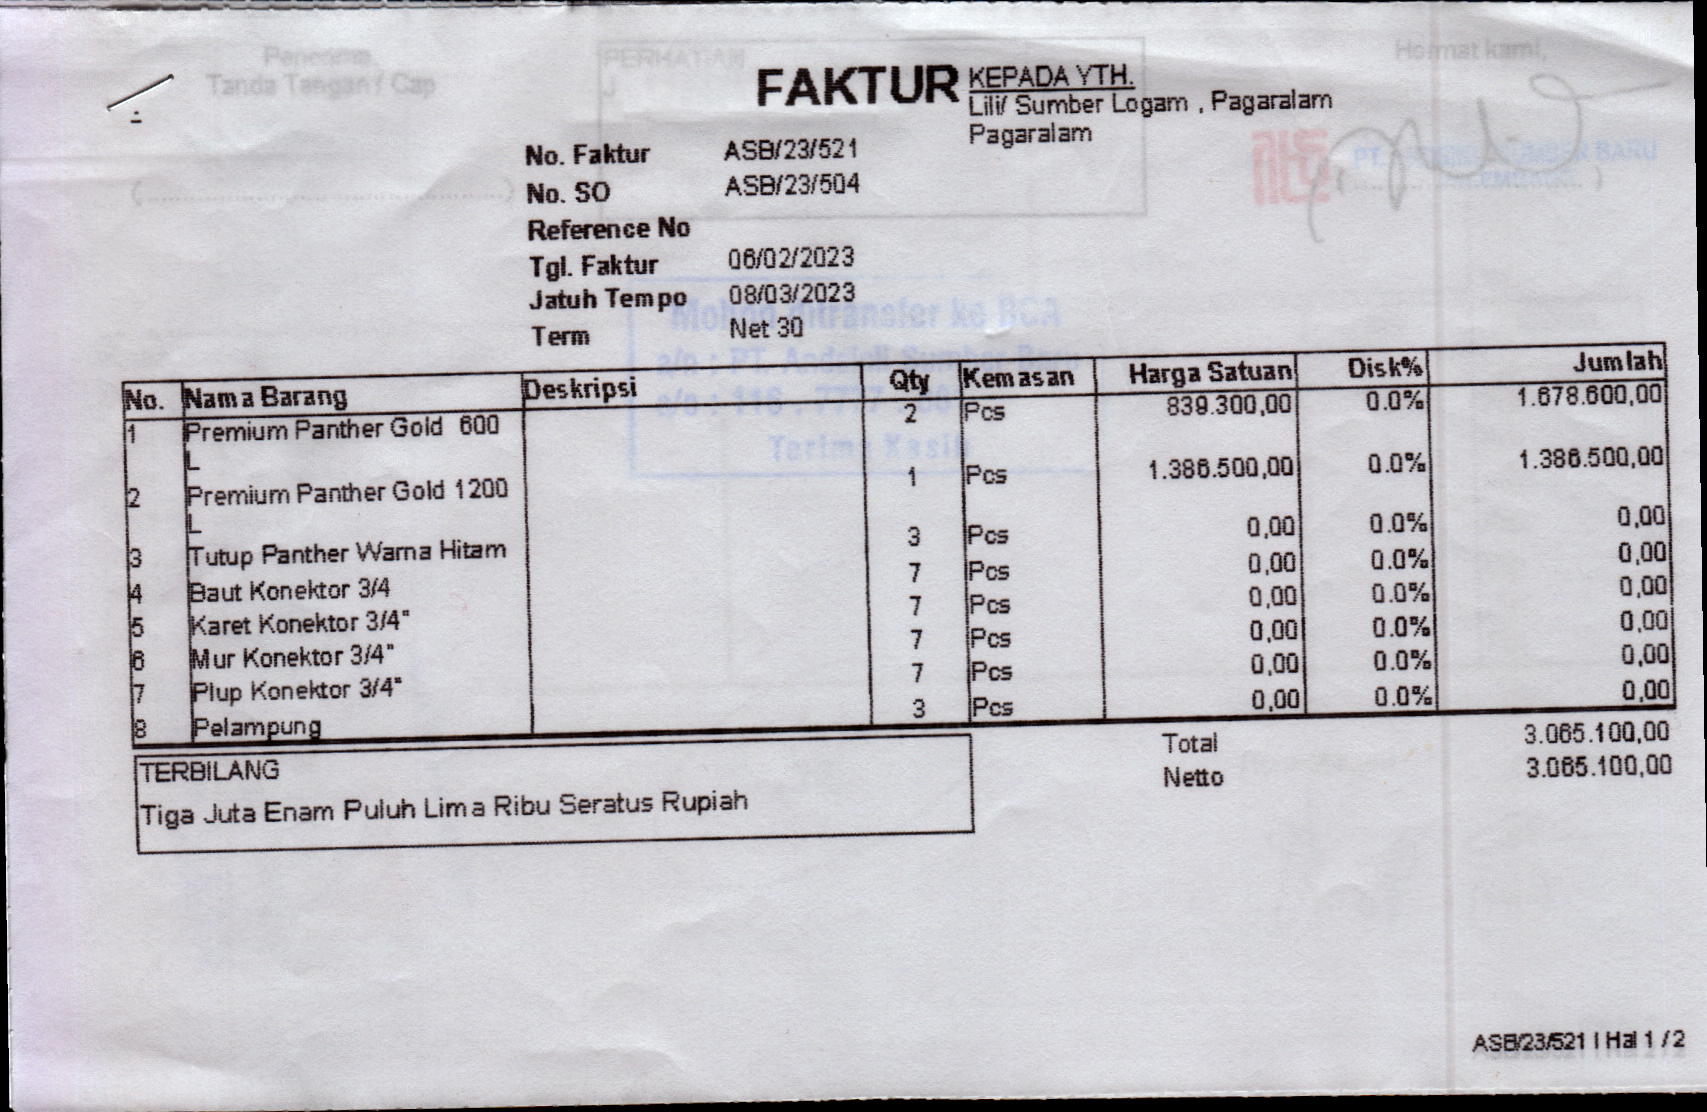 FAKTUR
KEPADA YTH.
Lili/ Sumber Logam , Pagaralam
Pagaralam
No. Faktur ASB/23/521
No. SO ASB/23/504
Reference No
Tgl. Faktur 06/02/2023
Jatuh Tempo 08/03/2023
Term Net 30
Penerima
Tanda Tangan / Cap
PERHATIAN
Hormat kami,
Mohon ditransfer ke BCA
Terima Kasih
No. Nama Barang Deskripsi Qty Kemasan Harga Satuan Disk% Jumlah
1 Premium Panther Gold 600 2 Pcs 839.300,00 0.0% 1.678.600,00
L
2 Premium Panther Gold 1200 1 Pcs 1.386.500,00 0.0% 1.386.500,00
L
3 Tutup Panther Warna Hitam 3 Pcs 0,00 0.0% 0,00
4 Baut Konektor 3/4 7 Pcs 0,00 0.0% 0,00
5 Karet Konektor 3/4" 7 Pcs 0,00 0.0% 0,00
6 Mur Konektor 3/4" 7 Pcs 0,00 0.0% 0,00
7 Plup Konektor 3/4" 7 Pcs 0,00 0.0% 0,00
8 Pelampung 3 Pcs 0,00 0.0% 0,00
Total 3.065.100,00
Netto 3.065.100,00
TERBILANG
Tiga Juta Enam Puluh Lima Ribu Seratus Rupiah
ASB/23/521 | Hal 1 / 2